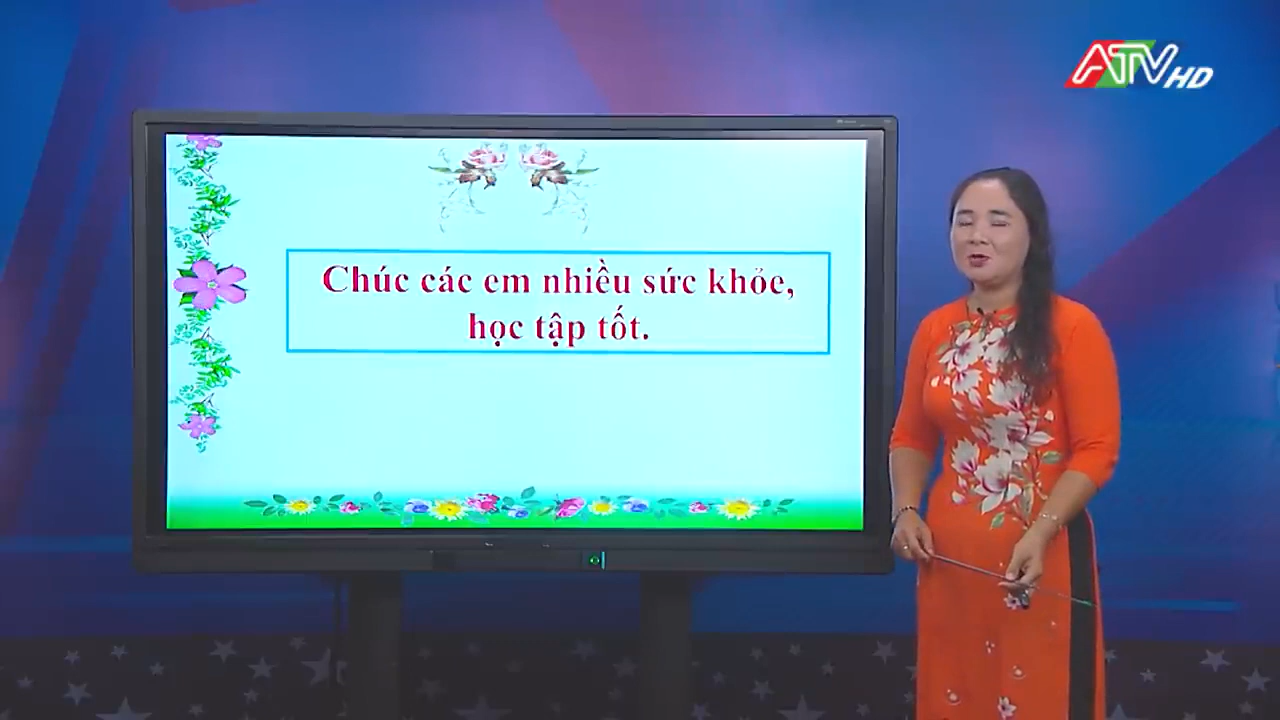 ATV HD
Chúc các em nhiều sức khỏe,
học tập tốt.